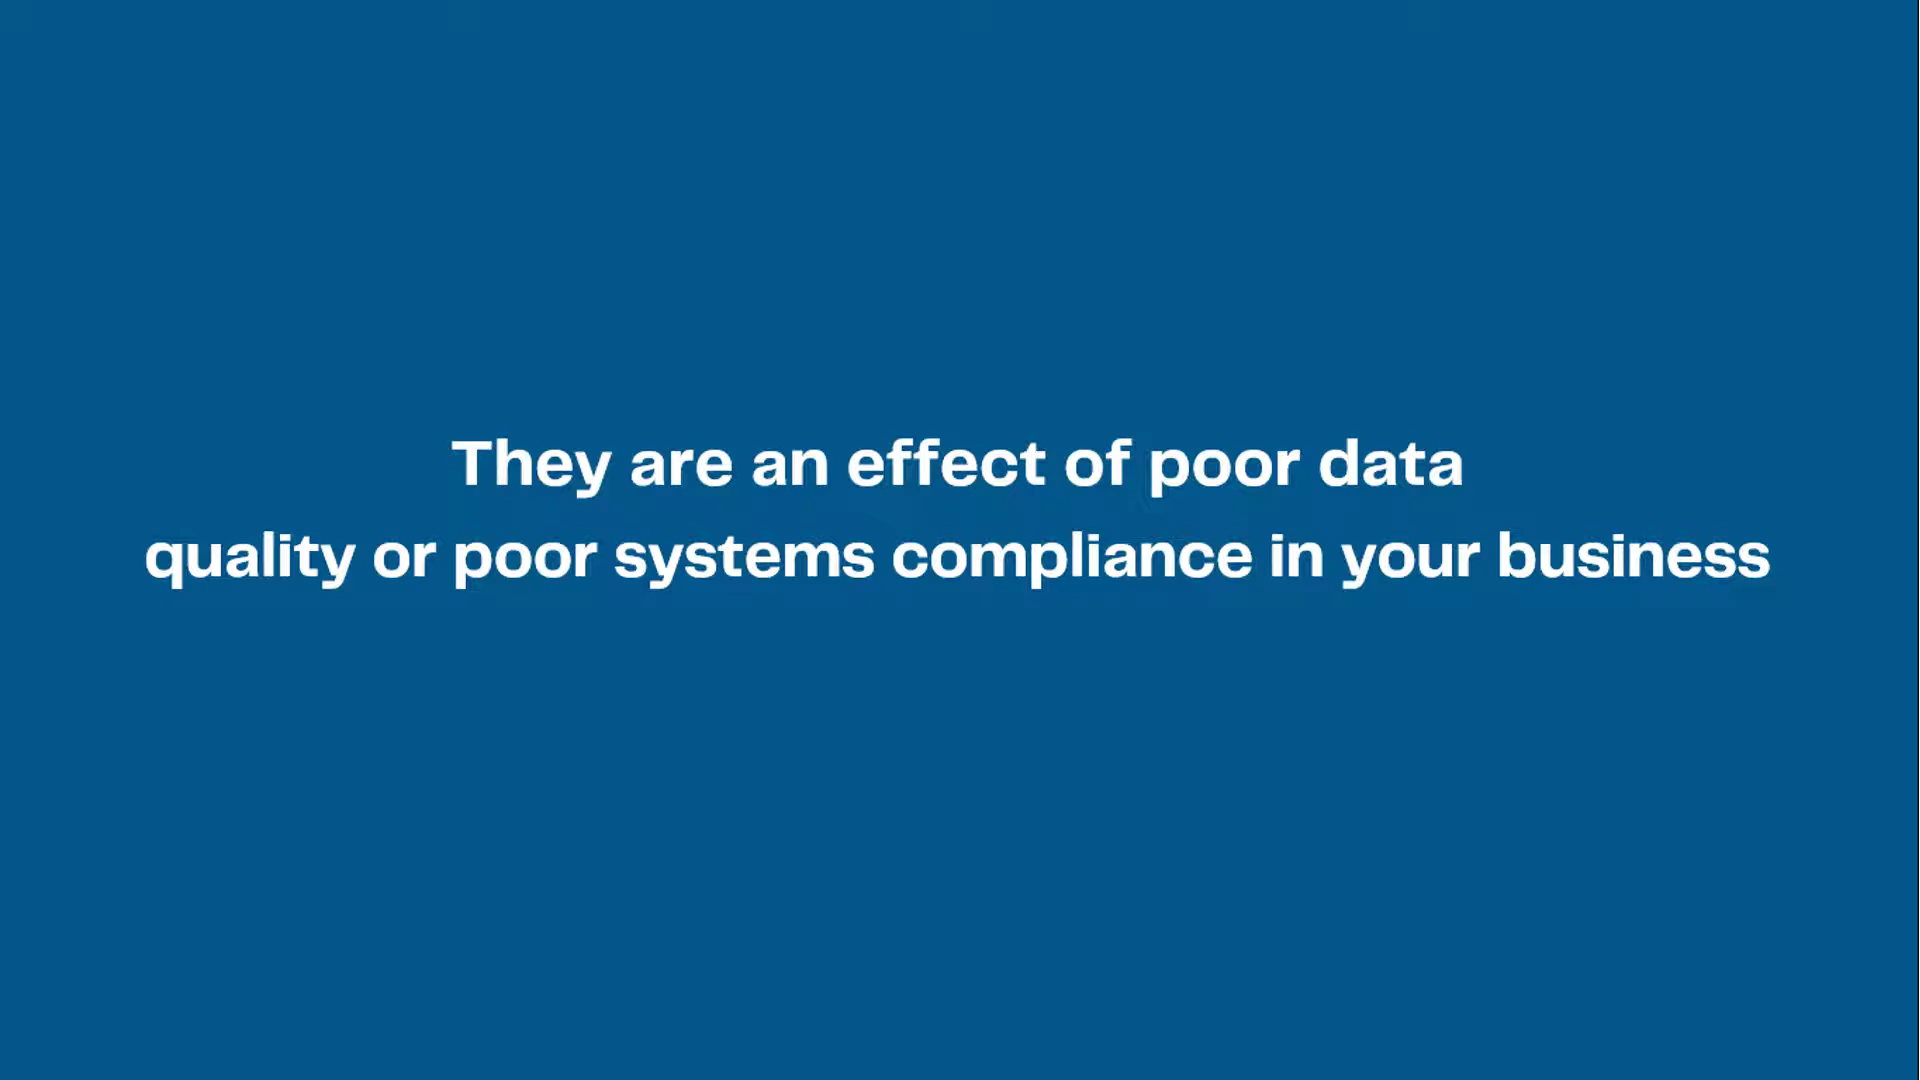 They are an effect of poor data
quality or poor systems compliance in your business